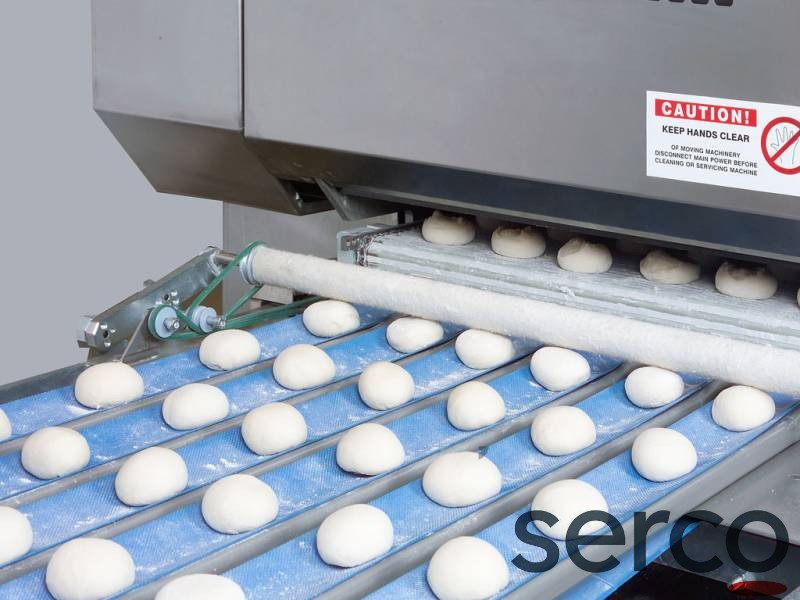 CAUTION!
KEEP HANDS CLEAR
OF MOVING MACHINERY
DISCONNECT MAIN POWER BEFORE
CLEANING OR SERVICING MACHINE
serco